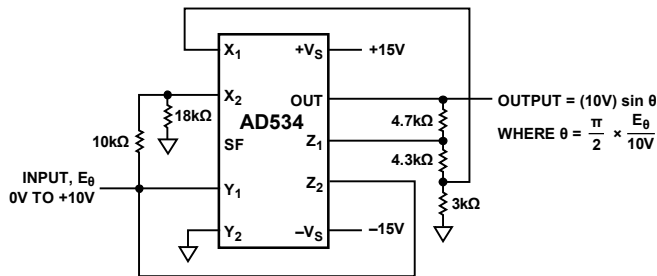 X1
+VS
+15V
X2
OUT
OUTPUT = (10V) sin θ
18kΩ
AD534
4.7kΩ
10kΩ
SF
Z1
WHERE θ = π/2 × Eθ/10V
4.3kΩ
INPUT, Eθ
0V TO +10V
Y1
Z2
3kΩ
Y2
–VS
–15V